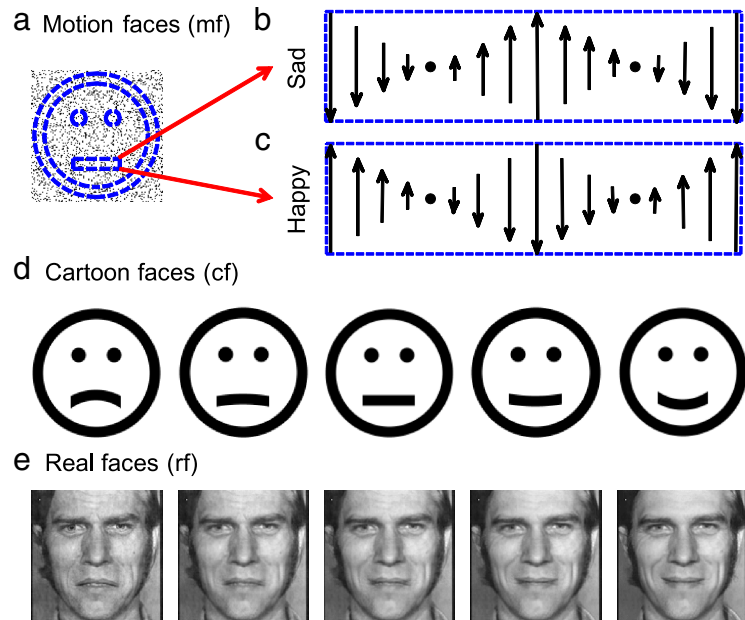 a Motion faces (mf)
b
Sad
c
Happy
d Cartoon faces (cf)
e Real faces (rf)